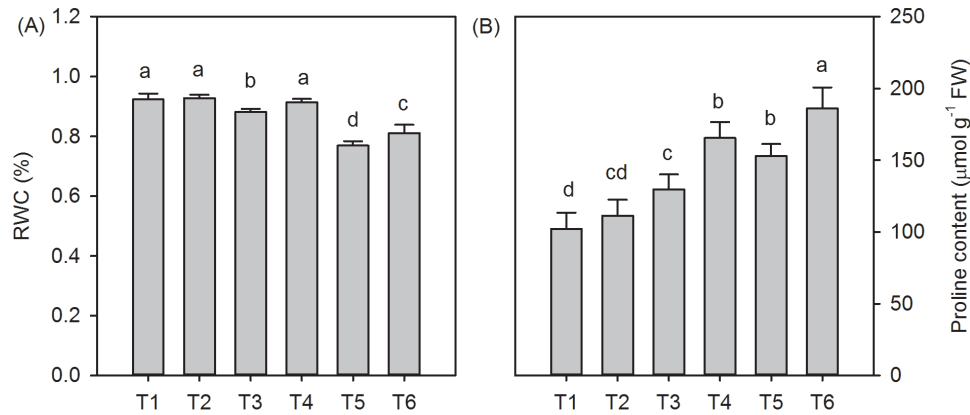 (A)
1.2
1.0
0.8
0.6
0.4
0.2
0.0
RWC (%)
a a b a d c
T1 T2 T3 T4 T5 T6
(B)
d cd c b b a
T1 T2 T3 T4 T5 T6
250
200
150
100
50
0
Proline content (μmol g⁻¹ FW)